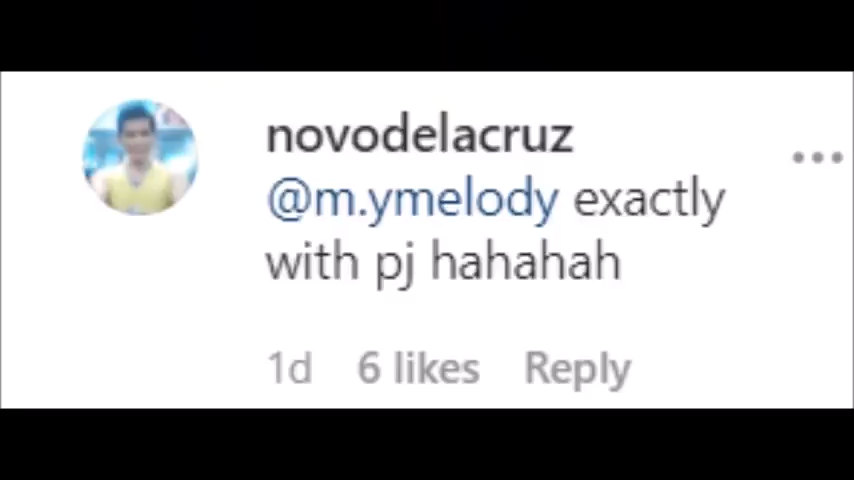 novodelacruz
@m.ymelody exactly
with pj hahahah
1d 6 likes Reply